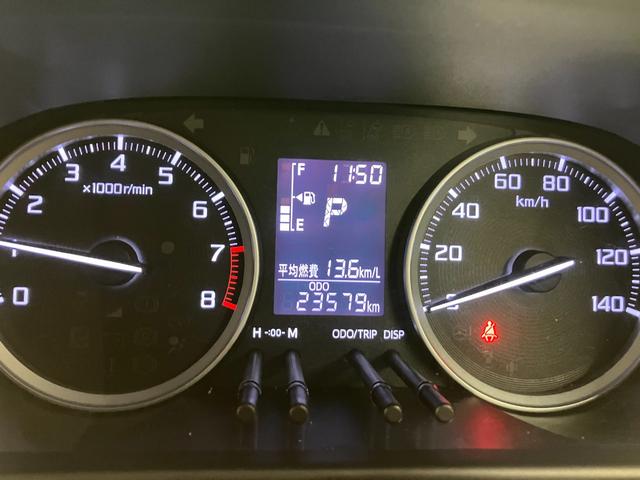 4
3
5
×1000r/min
2
6
1
7
0
8
F
11:50
E
P
平均燃費 13.6km/L
ODO
23579km
H -:00- M
ODO/TRIP DISP
60
80
km/h
40
100
20
120
0
140